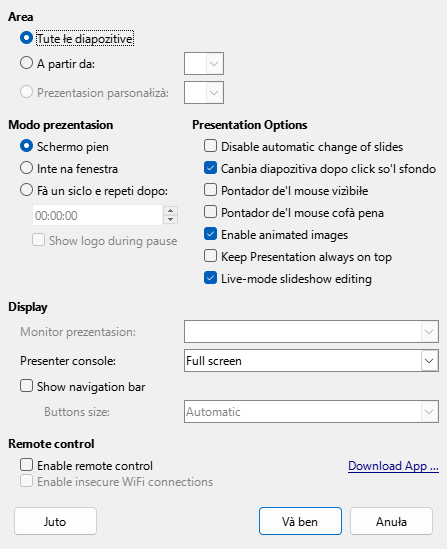 Area
Tute łe diapozitive
A partir da:
Prezentasion parsonalizà:
Modo prezentasion
Schermo pien
Inte na fenestra
Fà un siclo e repeti dopo:
00:00:00
Show logo during pause
Presentation Options
Disable automatic change of slides
Canbia diapozitiva dopo click so'l sfondo
Pontador de'l mouse vizìbiłe
Pontador de'l mouse cofà pena
Enable animated images
Keep Presentation always on top
Live-mode slideshow editing
Display
Monitor prezentasion:
Presenter console: Full screen
Show navigation bar
Buttons size: Automatic
Remote control
Enable remote control Download App ...
Enable insecure WiFi connections
Juto Và ben Anuła